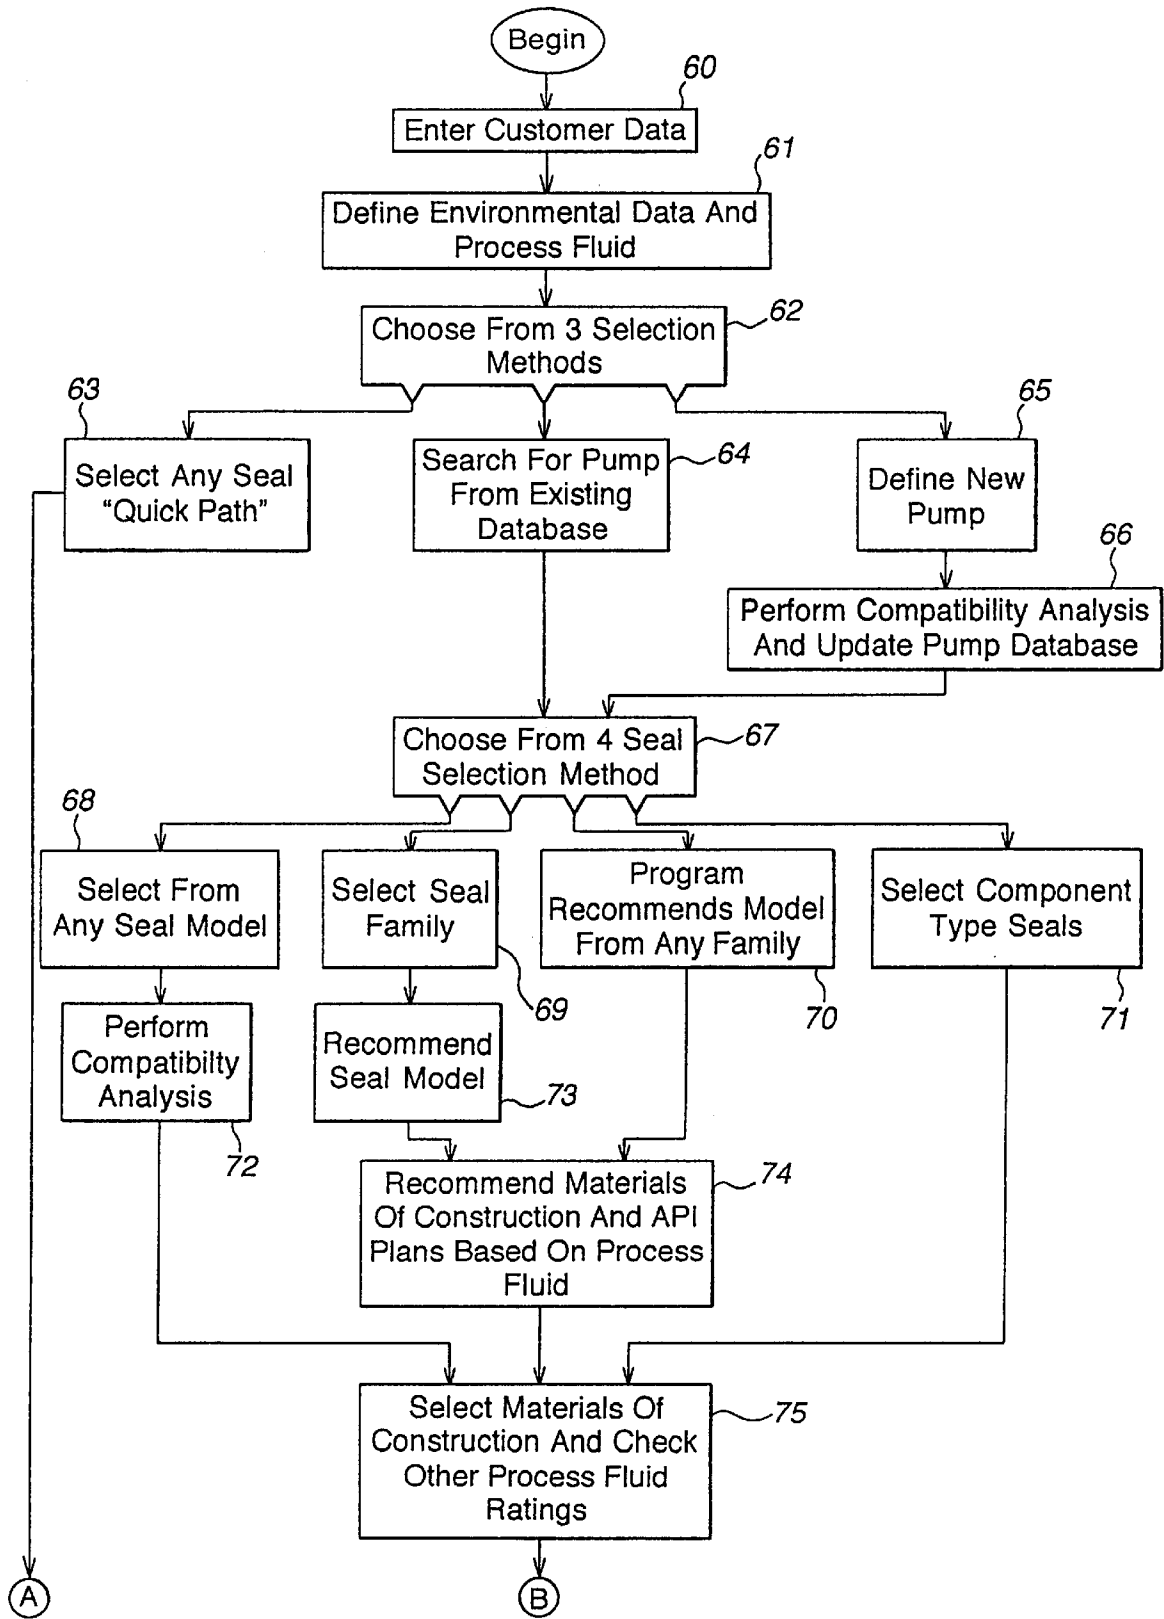 Begin
60
Enter Customer Data
61
Define Environmental Data And
Process Fluid
62
Choose From 3 Selection
Methods
63
Select Any Seal
“Quick Path”
64
Search For Pump
From Existing
Database
65
Define New
Pump
66
Perform Compatibility Analysis
And Update Pump Database
67
Choose From 4 Seal
Selection Method
68
Select From
Any Seal Model
Select Seal
Family
69
Program
Recommends Model
From Any Family
70
Select Component
Type Seals
71
Perform
Compatibilty
Analysis
72
Recommend
Seal Model
73
Recommend Materials
Of Construction And API
Plans Based On Process
Fluid
74
Select Materials Of
Construction And Check
Other Process Fluid
Ratings
75
A
B